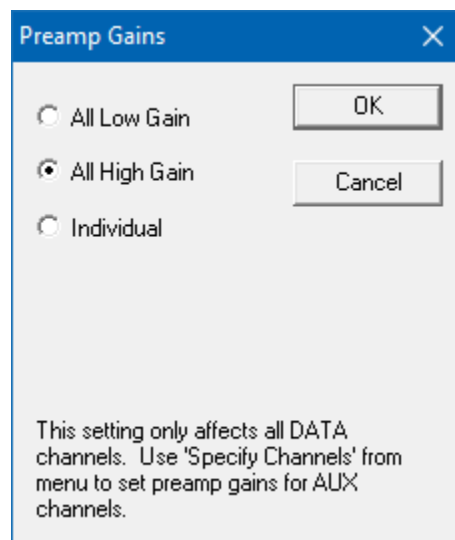 Preamp Gains
All Low Gain
OK
All High Gain
Cancel
Individual
This setting only affects all DATA
channels.  Use 'Specify Channels' from
menu to set preamp gains for AUX
channels.